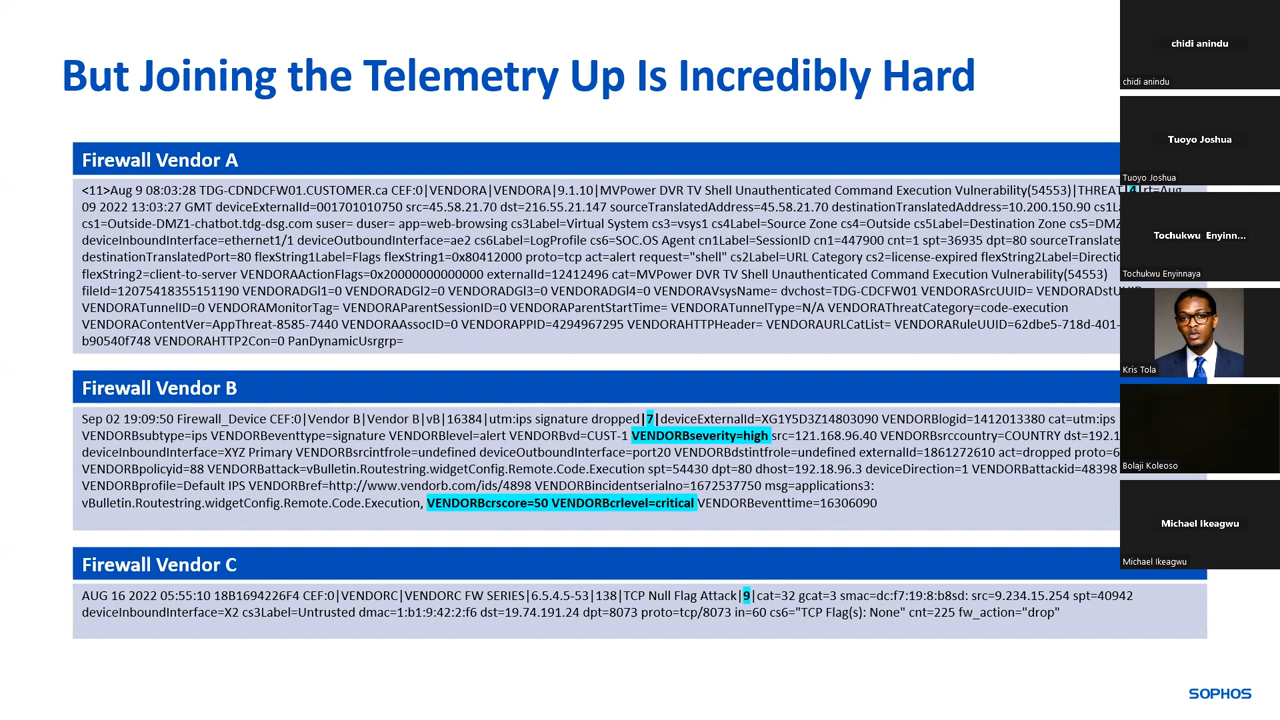 But Joining the Telemetry Up Is Incredibly Hard
Firewall Vendor A
<11>Aug 9 08:03:28 TDG-CDNDCFW01.CUSTOMER.ca CEF:0|VENDORA|VENDORA|9.1.10|MVPower DVR TV Shell Unauthenticated Command Execution Vulnerability(54553)|THREAT|4|rt=Aug
09 2022 13:03:27 GMT deviceExternalId=001701010750 src=45.58.21.70 dst=216.55.21.147 sourceTranslatedAddress=45.58.21.70 destinationTranslatedAddress=10.200.150.90 cs1La
cs1=Outside-DMZ1-chatbot.tdg-dsg.com suser= duser= app=web-browsing cs3Label=Virtual System cs3=vsys1 cs4Label=Source Zone cs4=Outside cs5Label=Destination Zone cs5=DMZ
deviceInboundInterface=ethernet1/1 deviceOutboundInterface=ae2 cs6Label=LogProfile cs6=SOC.OS Agent cn1Label=SessionID cn1=447900 cnt=1 spt=36935 dpt=80 sourceTranslate
destinationTranslatedPort=80 flexString1Label=Flags flexString1=0x80412000 proto=tcp act=alert request="shell" cs2Label=URL Category cs2=license-expired flexString2Label=Directio
flexString2=client-to-server VENDORAActionFlags=0x20000000000000 externalId=12412496 cat=MVPower DVR TV Shell Unauthenticated Command Execution Vulnerability(54553)
fileId=12075418355151190 VENDORADGl1=0 VENDORADGl2=0 VENDORADGl3=0 VENDORADGl4=0 VENDORAVsysName= dvchost=TDG-CDCFW01 VENDORASrcUUID= VENDORADstUUID
VENDORATunnelID=0 VENDORAMonitorTag= VENDORAParentSessionID=0 VENDORAParentStartTime= VENDORATunnelType=N/A VENDORAThreatCategory=code-execution
VENDORAContentVer=AppThreat-8585-7440 VENDORAAssocID=0 VENDORAPPID=4294967295 VENDORAHTTPHeader= VENDORAURLCatList= VENDORARuleUUID=62dbe5-718d-401-
b90540f748 VENDORAHTTP2Con=0 PanDynamicUsrgrp=
Firewall Vendor B
Sep 02 19:09:50 Firewall_Device CEF:0|Vendor B|Vendor B|vB|16384|utm:ips signature dropped|7|deviceExternalId=XG1Y5D3Z14803090 VENDORBlogid=1412013380 cat=utm:ips
VENDORBsubtype=ips VENDORBeventtype=signature VENDORBlevel=alert VENDORBvd=CUST-1 VENDORBseverity=high src=121.168.96.40 VENDORBsrccountry=COUNTRY dst=192.1
deviceInboundInterface=XYZ Primary VENDORBsrcintfrole=undefined deviceOutboundInterface=port20 VENDORBdstintfrole=undefined externalId=1861272610 act=dropped proto=6
VENDORBpolicyid=88 VENDORBattack=vBulletin.Routestring.widgetConfig.Remote.Code.Execution spt=54430 dpt=80 dhost=192.18.96.3 deviceDirection=1 VENDORBattackid=48398
VENDORBprofile=Default IPS VENDORBref=http://www.vendorb.com/ids/4898 VENDORBincidentserialno=1672537750 msg=applications3:
vBulletin.Routestring.widgetConfig.Remote.Code.Execution, VENDORBcrscore=50 VENDORBcrlevel=critical VENDORBeventtime=16306090
Firewall Vendor C
AUG 16 2022 05:55:10 18B1694226F4 CEF:0|VENDORC|VENDORC FW SERIES|6.5.4.5-53|138|TCP Null Flag Attack|9|cat=32 gcat=3 smac=dc:f7:19:8:b8sd: src=9.234.15.254 spt=40942
deviceInboundInterface=X2 cs3Label=Untrusted dmac=1:b1:9:42:2:f6 dst=19.74.191.24 dpt=8073 proto=tcp/8073 in=60 cs6="TCP Flag(s): None" cnt=225 fw_action="drop"
SOPHOS
chidi anindu
chidi anindu
Tuoyo Joshua
Tuoyo Joshua
Tochukwu Enyinn...
Tochukwu Enyinnaya
Kris Tola
Bolaji Koleoso
Michael Ikeagwu
Michael Ikeagwu